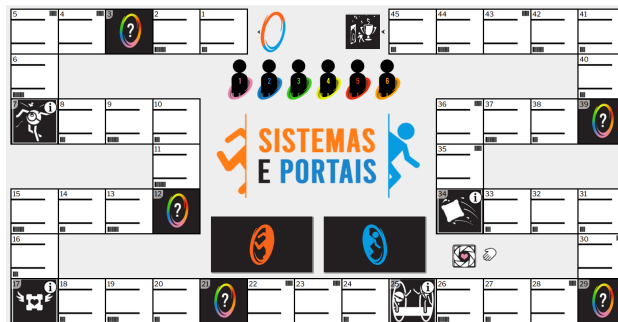 5 4 3 2 1 45 44 43 42 41
?
6 1 2 3 4 5 6 40
7 i 8 9 10 36 37 38 39
? 
SISTEMAS
11 35
E PORTAIS
15 14 13 12 34 i 33 32 31
?
16 30
17 i 18 19 20 21 22 23 24 25 i 26 27 28 29
? ?